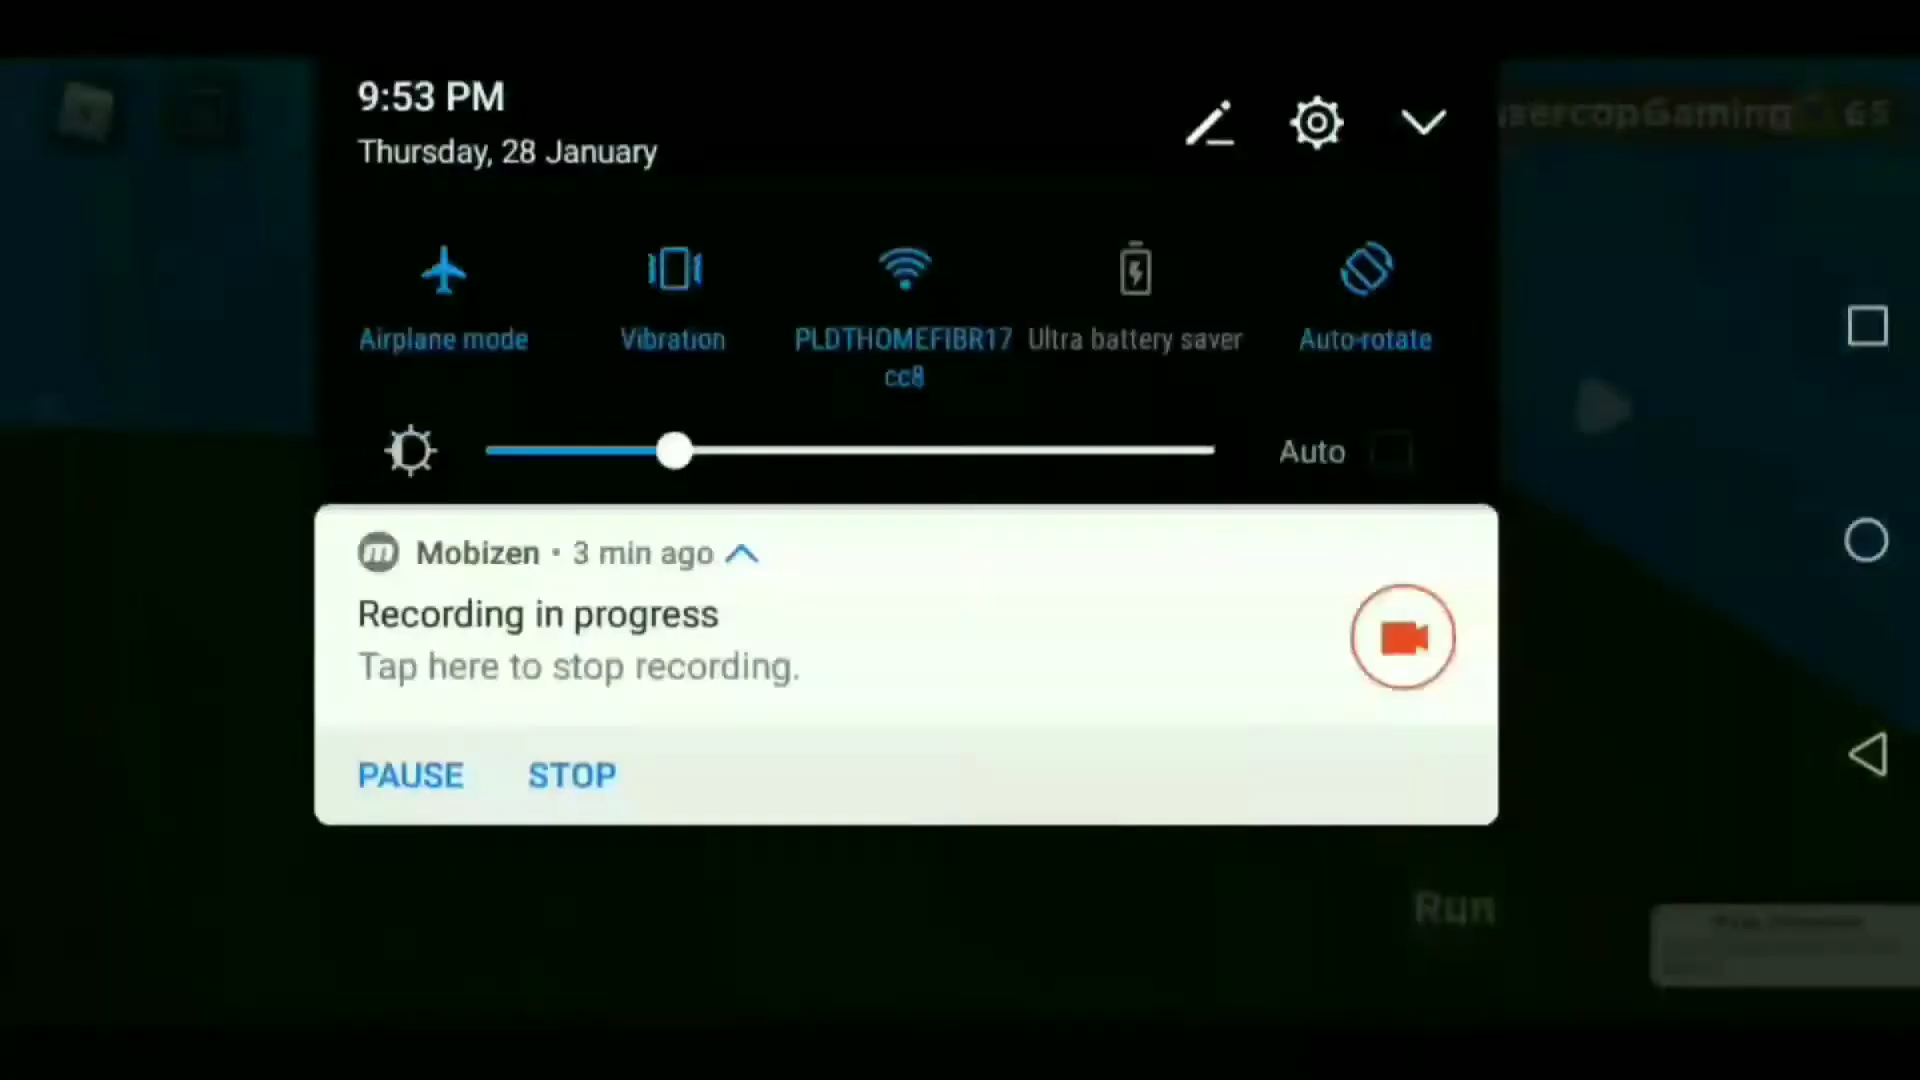 9:53 PM
Thursday, 28 January
65
Airplane mode
Vibration
PLDTHOMEFIBR17
cc8
Ultra battery saver
Auto-rotate
Auto
Mobizen • 3 min ago
Recording in progress
Tap here to stop recording.
PAUSE
STOP
Run